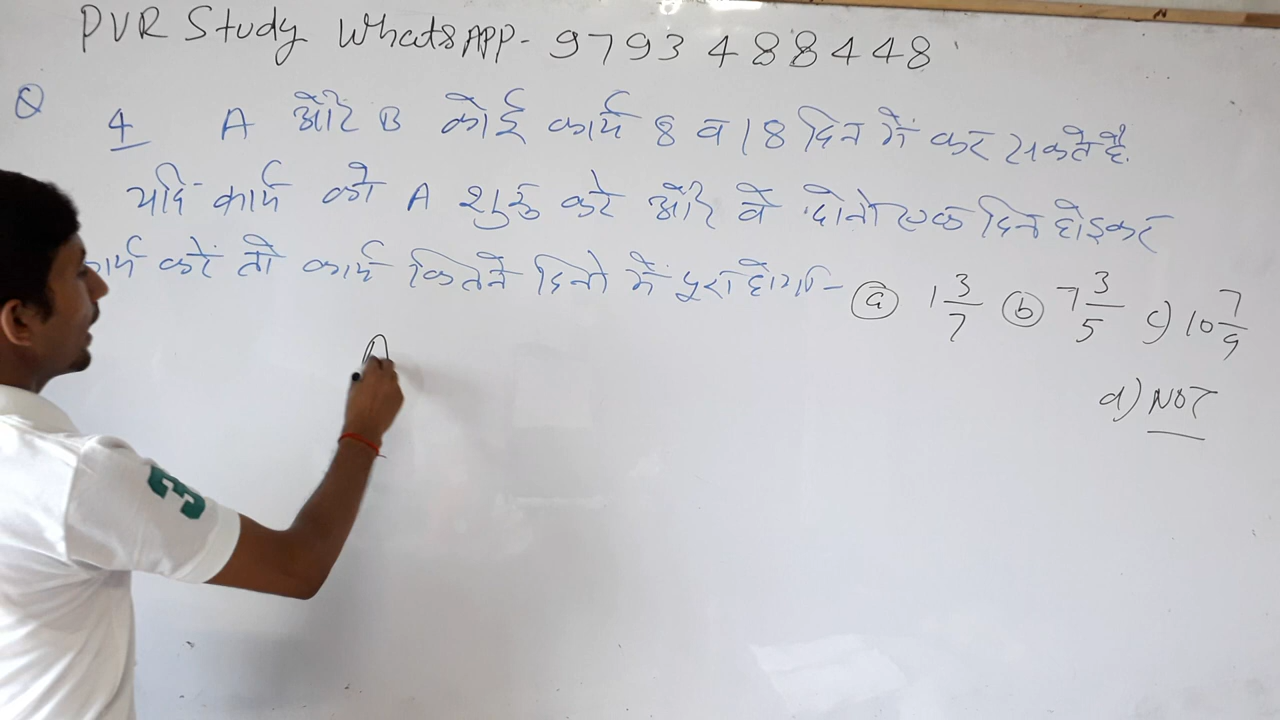 PVR Study WhatsAPP- 9793488448
Q 4 A और B कोई कार्य 8 व 18 दिन में कर सकते है.
यदि कार्य को A शुरू करे और वे दोनो एक दिन छोड़कर
कार्य करें तो कार्य कितने दिनो में पूरा होगा- (a) 1 3/7 (b) 7 3/5 c) 10 7/9
d) NOT
A
3